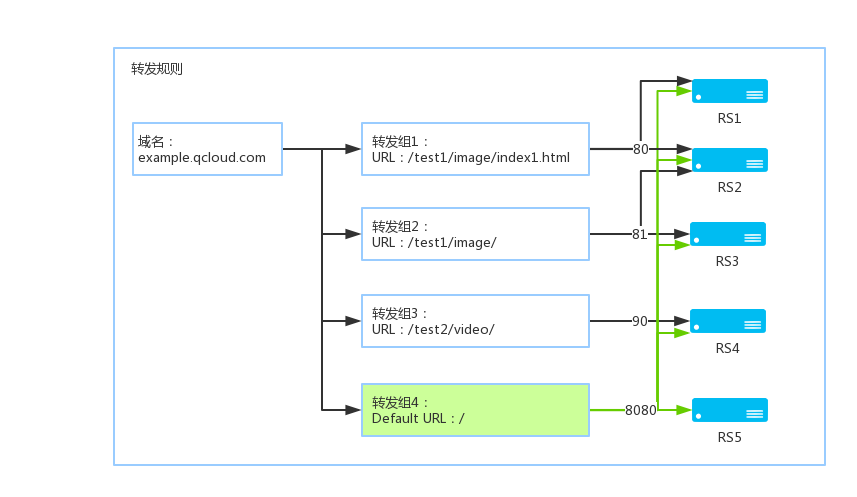 转发规则
域名：
example.qcloud.com
转发组1：
URL：/test1/image/index1.html
80
RS1
RS2
转发组2：
URL：/test1/image/
81
RS3
转发组3：
URL：/test2/video/
90
RS4
转发组4：
Default URL：/
8080
RS5